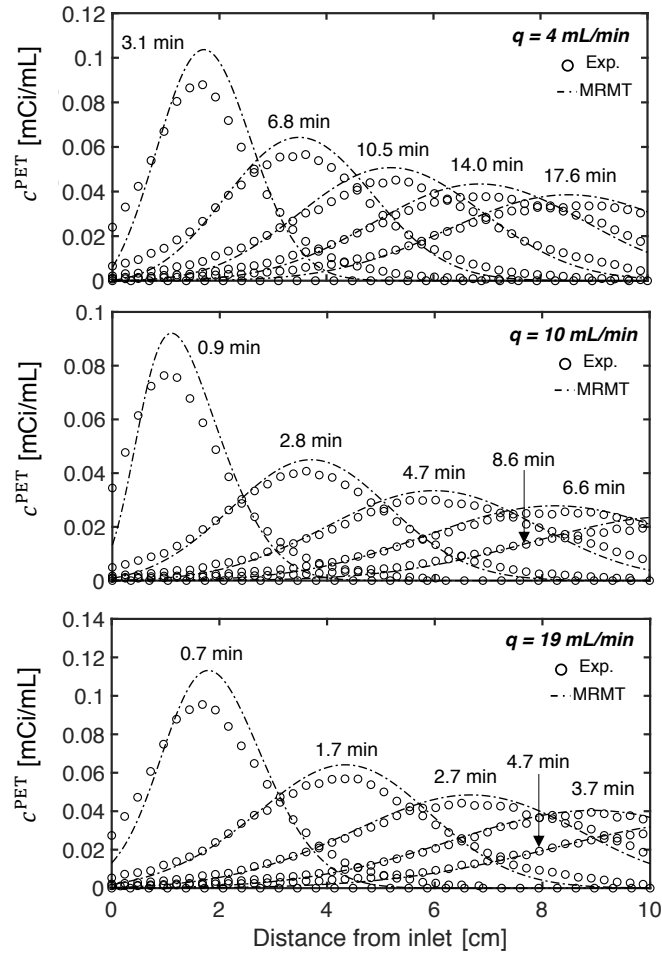 0.12
0.1
0.08
0.06
0.04
0.02
0
c^PET [mCi/mL]
3.1 min
6.8 min
10.5 min
14.0 min
17.6 min
q = 4 mL/min
Exp.
MRMT
0.1
0.08
0.06
0.04
0.02
0
c^PET [mCi/mL]
0.9 min
2.8 min
4.7 min
8.6 min
6.6 min
q = 10 mL/min
Exp.
MRMT
0.14
0.12
0.1
0.08
0.06
0.04
0.02
0
c^PET [mCi/mL]
0.7 min
1.7 min
2.7 min
4.7 min
3.7 min
q = 19 mL/min
Exp.
MRMT
0 2 4 6 8 10
Distance from inlet [cm]